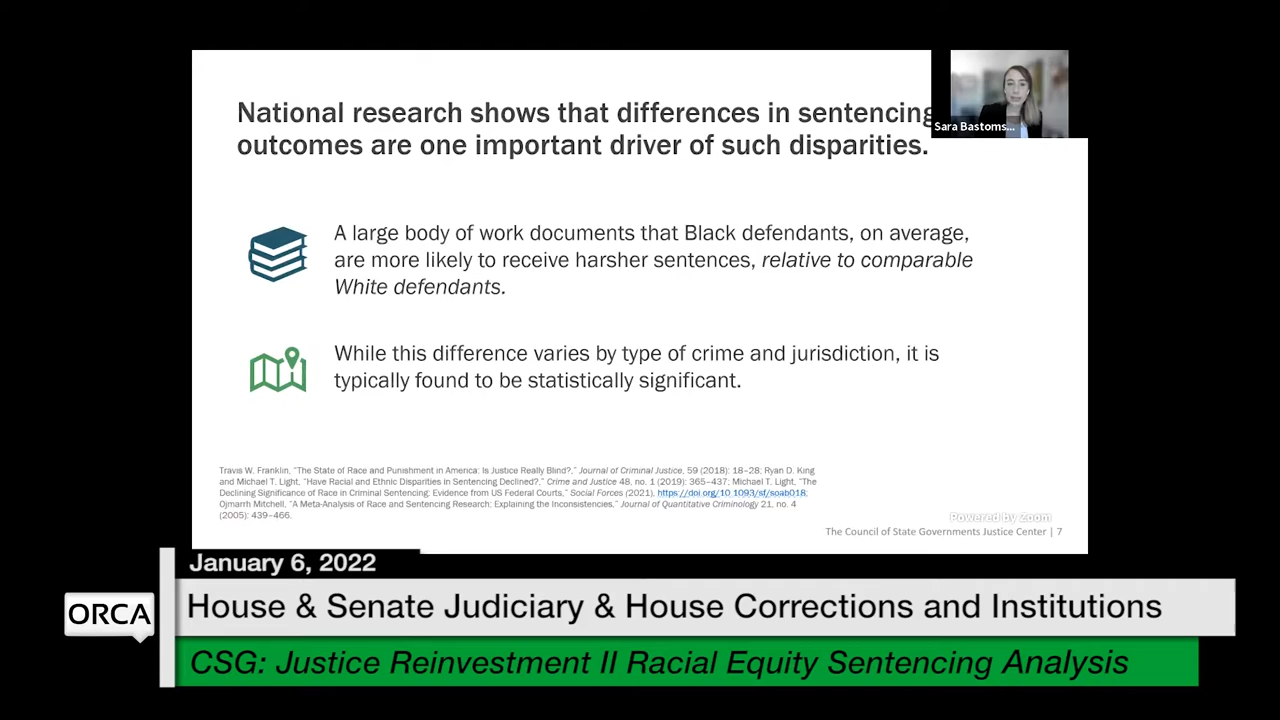 National research shows that differences in sentencing
outcomes are one important driver of such disparities.
Sara Bastoms...
A large body of work documents that Black defendants, on average,
are more likely to receive harsher sentences, relative to comparable
White defendants.
While this difference varies by type of crime and jurisdiction, it is
typically found to be statistically significant.
Travis W. Franklin, "The State of Race and Punishment in America: Is Justice Really Blind?," Journal of Criminal Justice, 59 (2018): 18–28; Ryan D. King
and Michael T. Light, "Have Racial and Ethnic Disparities in Sentencing Declined?," Crime and Justice 48, no. 1 (2019): 365–437; Michael T. Light, "The
Declining Significance of Race in Criminal Sentencing: Evidence from US Federal Courts," Social Forces (2021), https://doi.org/10.1093/sf/soab018;
Ojmarrh Mitchell, "A Meta-Analysis of Race and Sentencing Research: Explaining the Inconsistencies," Journal of Quantitative Criminology 21, no. 4
(2005): 439–466.
Powered by Zoom
The Council of State Governments Justice Center | 7
January 6, 2022
ORCA
House & Senate Judiciary & House Corrections and Institutions
CSG: Justice Reinvestment II Racial Equity Sentencing Analysis